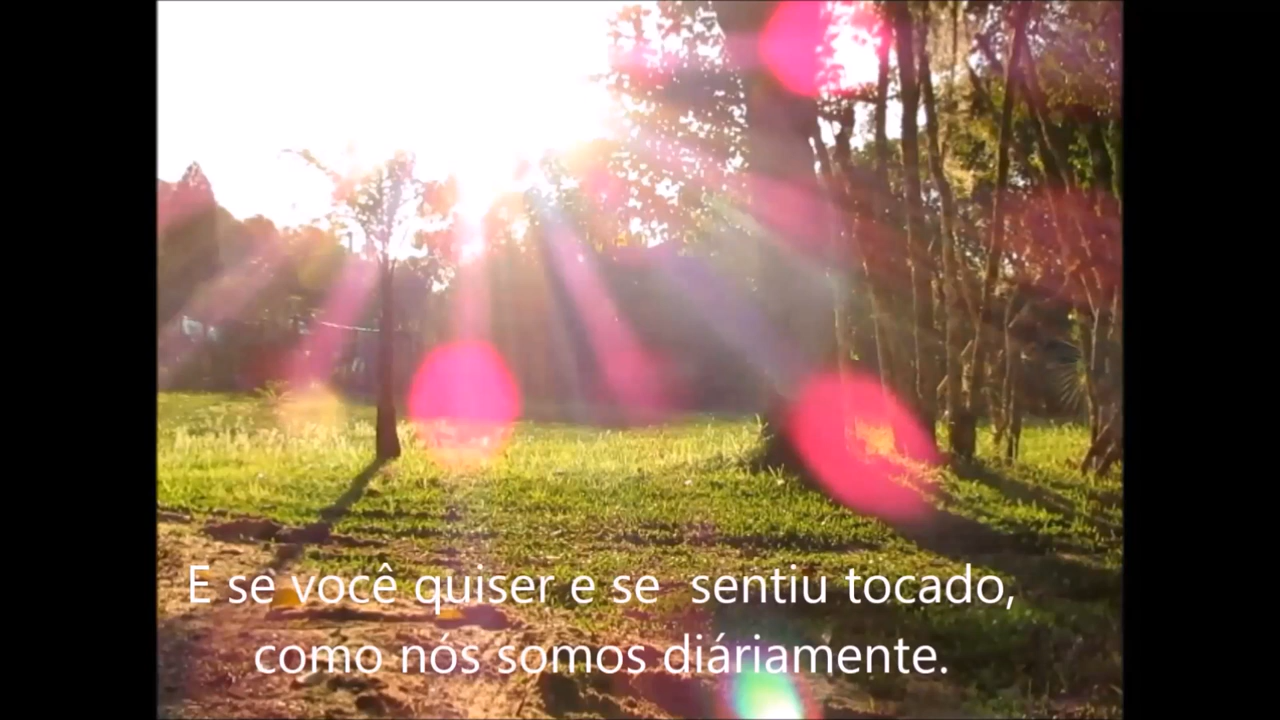 E se você quiser e se  sentiu tocado,
como nós somos diáriamente.